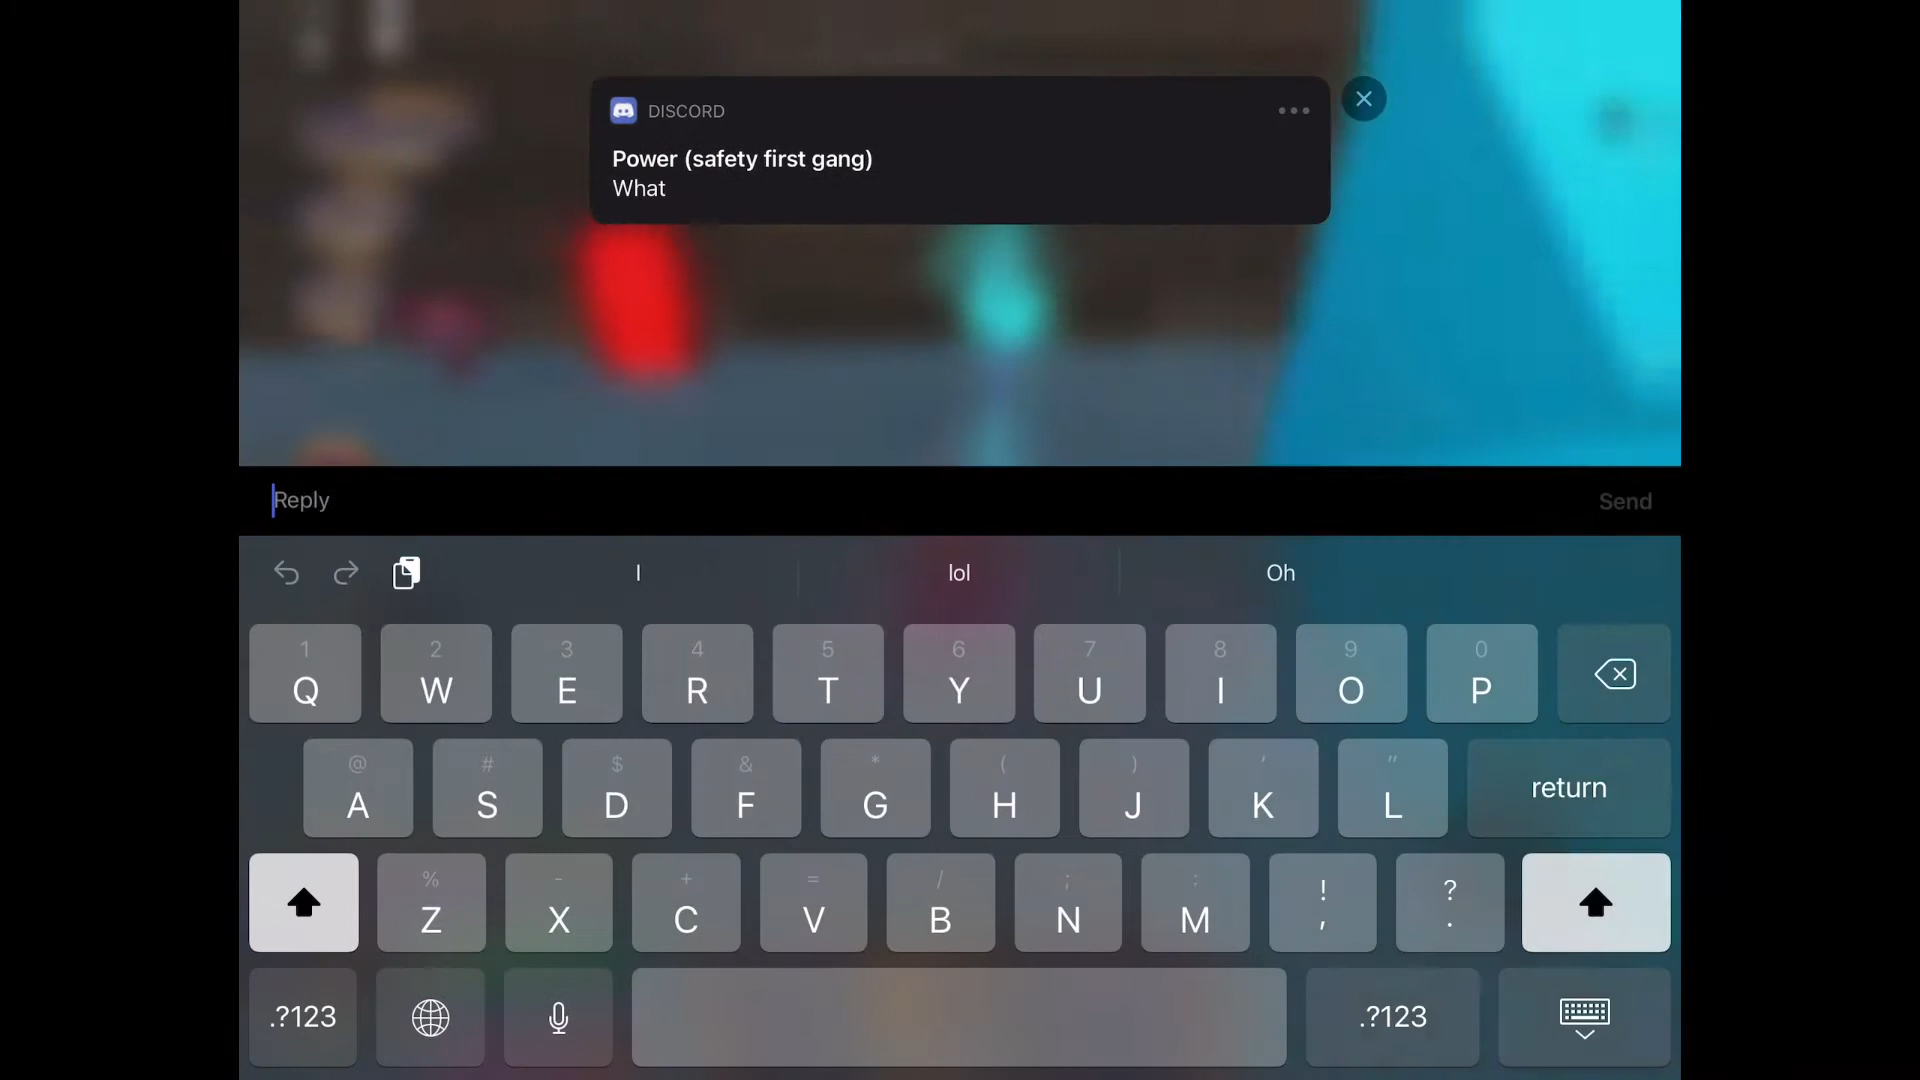 DISCORD
Power (safety first gang)
What
Reply
Send
I
lol
Oh
1 2 3 4 5 6 7 8 9 0
Q W E R T Y U I O P
@ # $ & * ( ) ' "
A S D F G H J K L
return
% - + = / ; : ! ?
Z X C V B N M , .
.?123
.?123